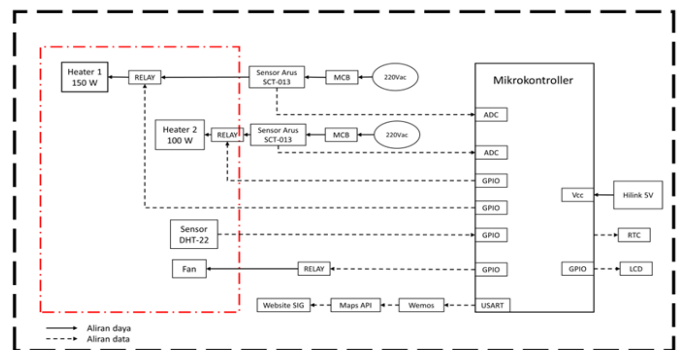 Heater 1
150 W
RELAY
Sensor Arus
SCT-013
MCB
220Vac
Mikrokontroller
ADC
Heater 2
100 W
RELAY
Sensor Arus
SCT-013
MCB
220Vac
ADC
GPIO
Vcc
Hilink 5V
GPIO
Sensor
DHT-22
GPIO
RTC
Fan
RELAY
GPIO
GPIO
LCD
Website SIG
Maps API
Wemos
USART
Aliran daya
Aliran data